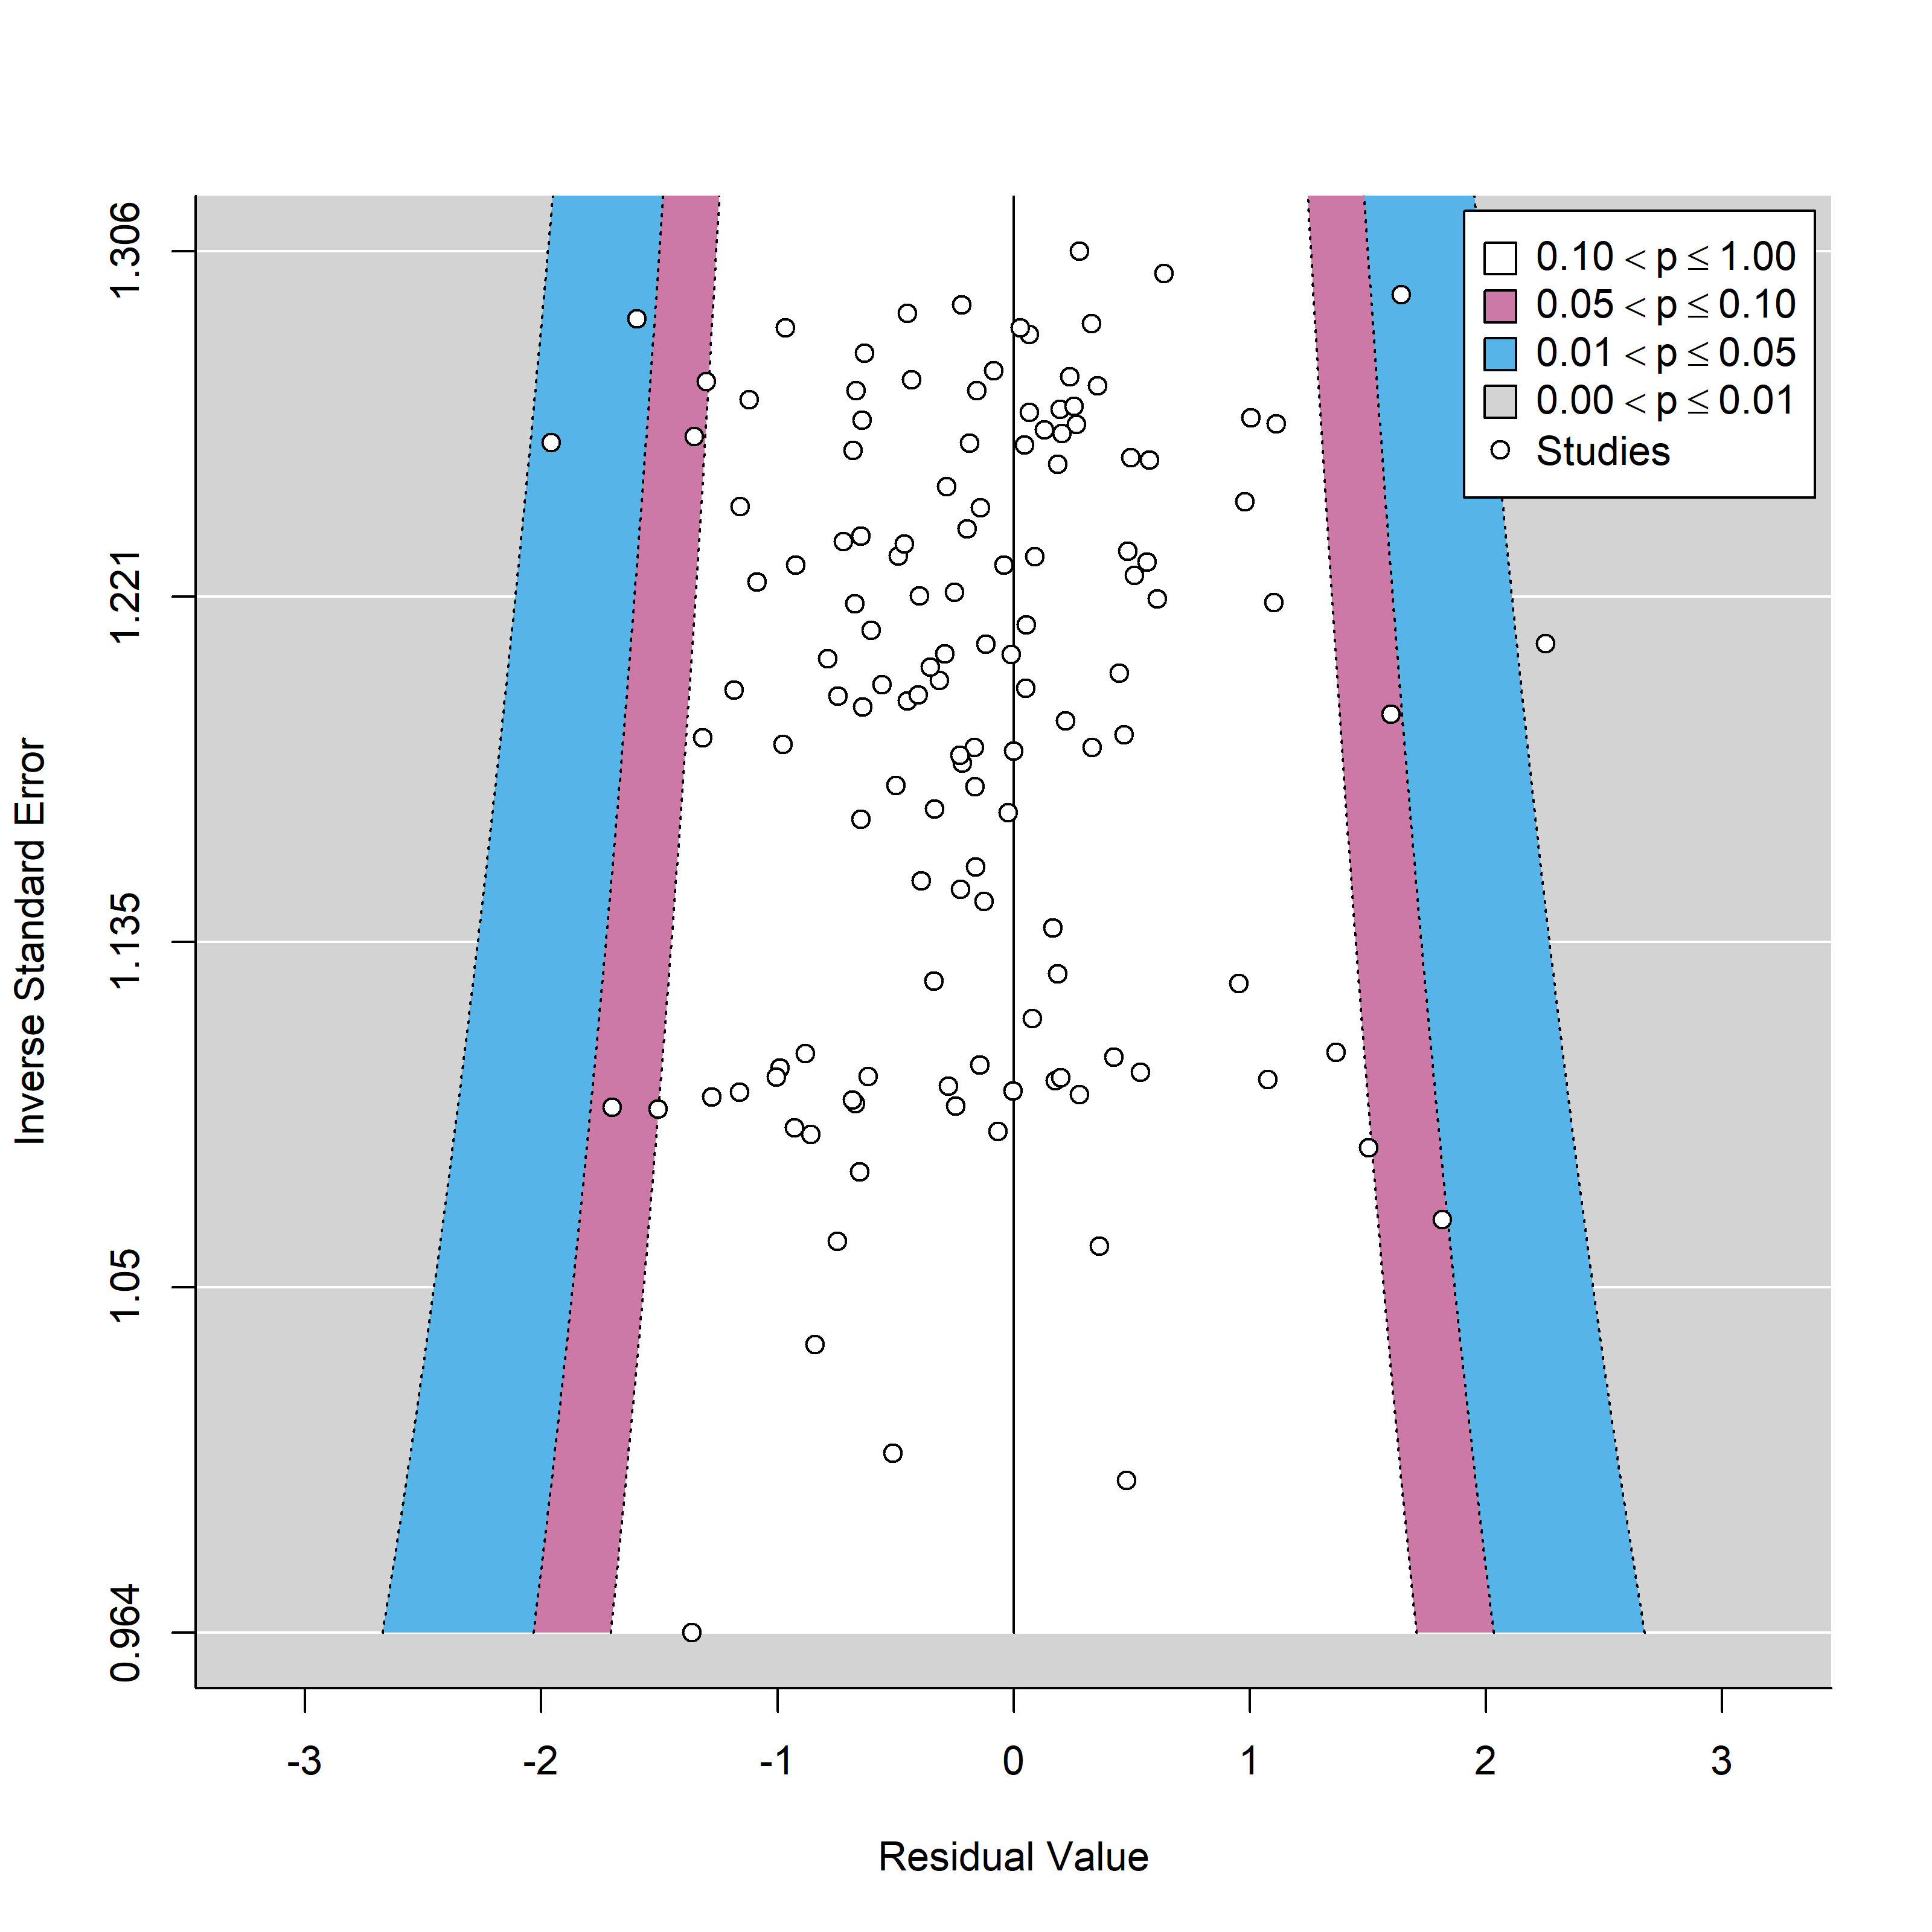 0.10 < p ≤ 1.00
0.05 < p ≤ 0.10
0.01 < p ≤ 0.05
0.00 < p ≤ 0.01
Studies
1.306
1.221
1.135
1.05
0.964
Inverse Standard Error
-3 -2 -1 0 1 2 3
Residual Value